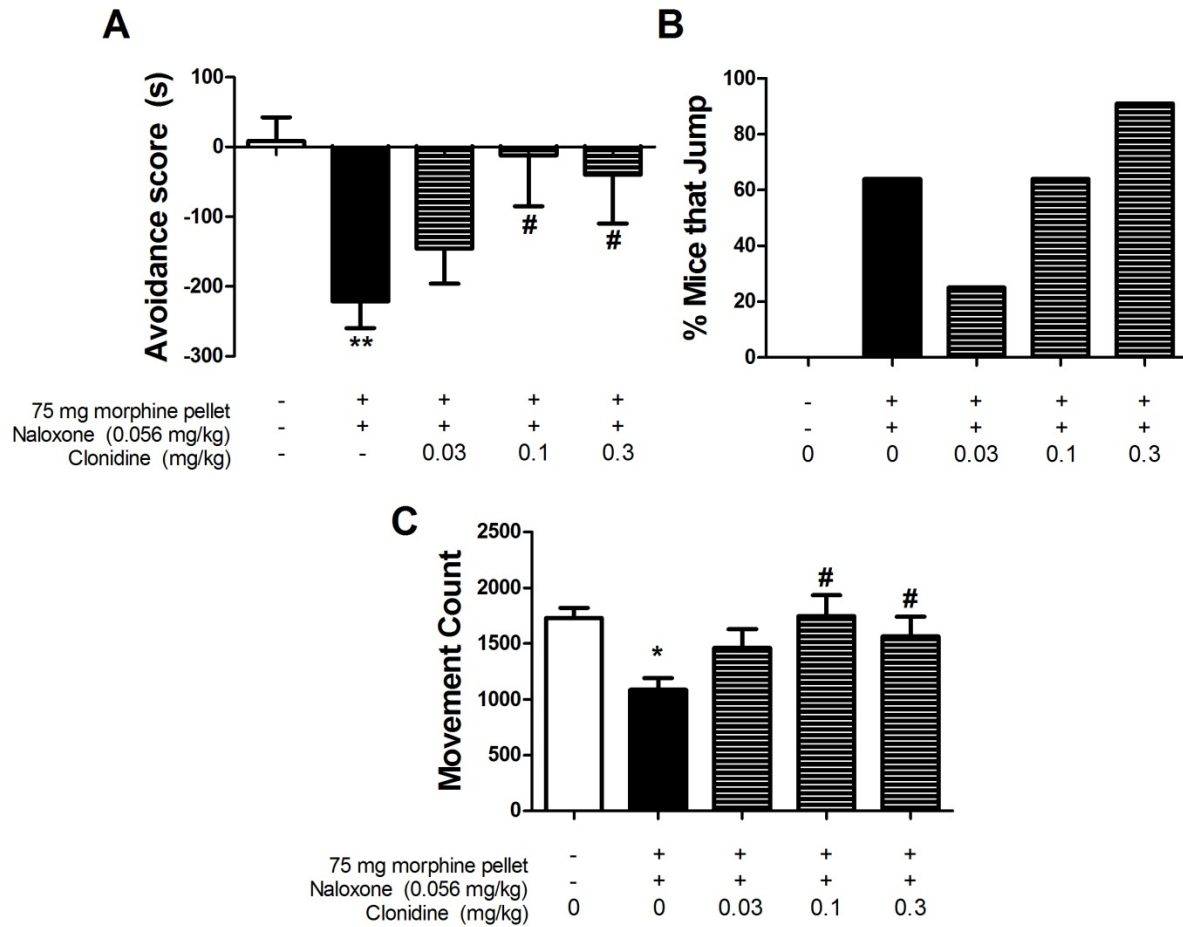 A
Avoidance score (s)
100
0
-100
-200
-300
**
#
#
75 mg morphine pellet - + + + +
Naloxone (0.056 mg/kg) - + + + +
Clonidine (mg/kg) - - 0.03 0.1 0.3
B
% Mice that Jump
100
80
60
40
20
0
- + + + +
- + + + +
0 0 0.03 0.1 0.3
C
Movement Count
2500
2000
1500
1000
500
0
*
#
#
75 mg morphine pellet - + + + +
Naloxone (0.056 mg/kg) - + + + +
Clonidine (mg/kg) 0 0 0.03 0.1 0.3